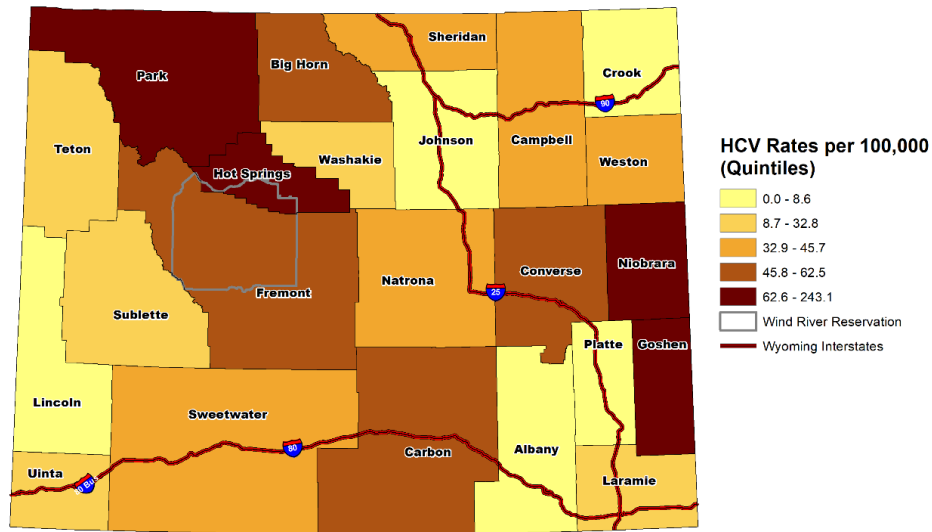 Sheridan
Park
Big Horn
Crook
90
Teton
Johnson
Campbell
Washakie
Weston
Hot Springs
Niobrara
Natrona
Converse
Fremont
25
Sublette
Platte
Goshen
Lincoln
Sweetwater
80
Carbon
Albany
Uinta
80 Bu
Laramie
HCV Rates per 100,000
(Quintiles)
0.0 - 8.6
8.7 - 32.8
32.9 - 45.7
45.8 - 62.5
62.6 - 243.1
Wind River Reservation
Wyoming Interstates